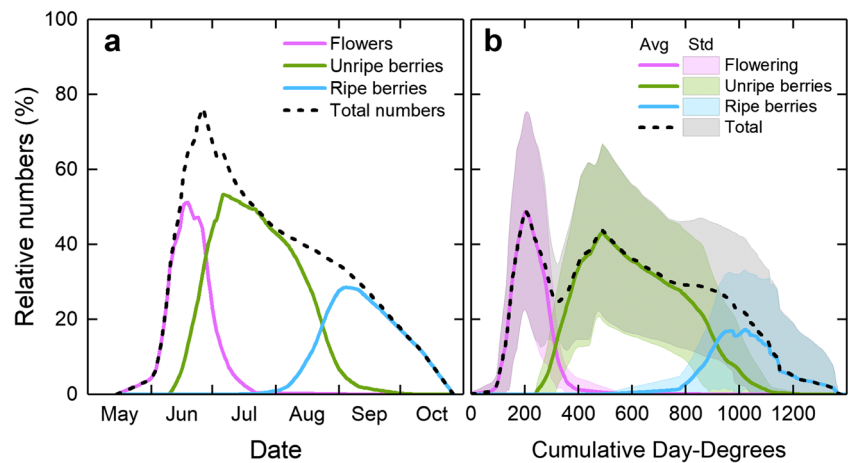 a
Flowers
Unripe berries
Ripe berries
Total numbers
Relative numbers (%)
100
80
60
40
20
0
May Jun Jul Aug Sep Oct
Date
b
Avg Std
Flowering
Unripe berries
Ripe berries
Total
0 200 400 600 800 1000 1200
Cumulative Day-Degrees